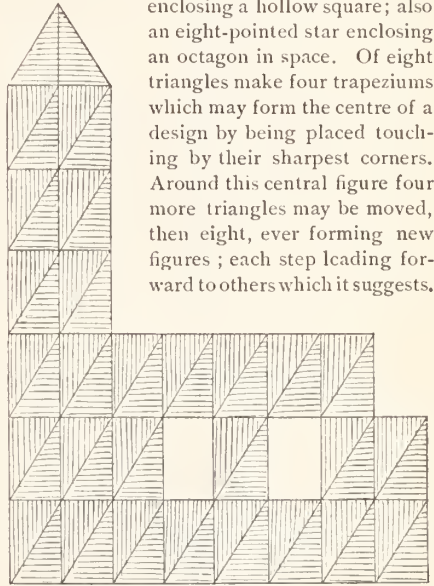 enclosing a hollow square; also
an eight-pointed star enclosing
an octagon in space. Of eight
triangles make four trapeziums
which may form the centre of a
design by being placed touch-
ing by their sharpest corners.
Around this central figure four
more triangles may be moved,
then eight, ever forming new
figures ; each step leading for-
ward to others which it suggests.